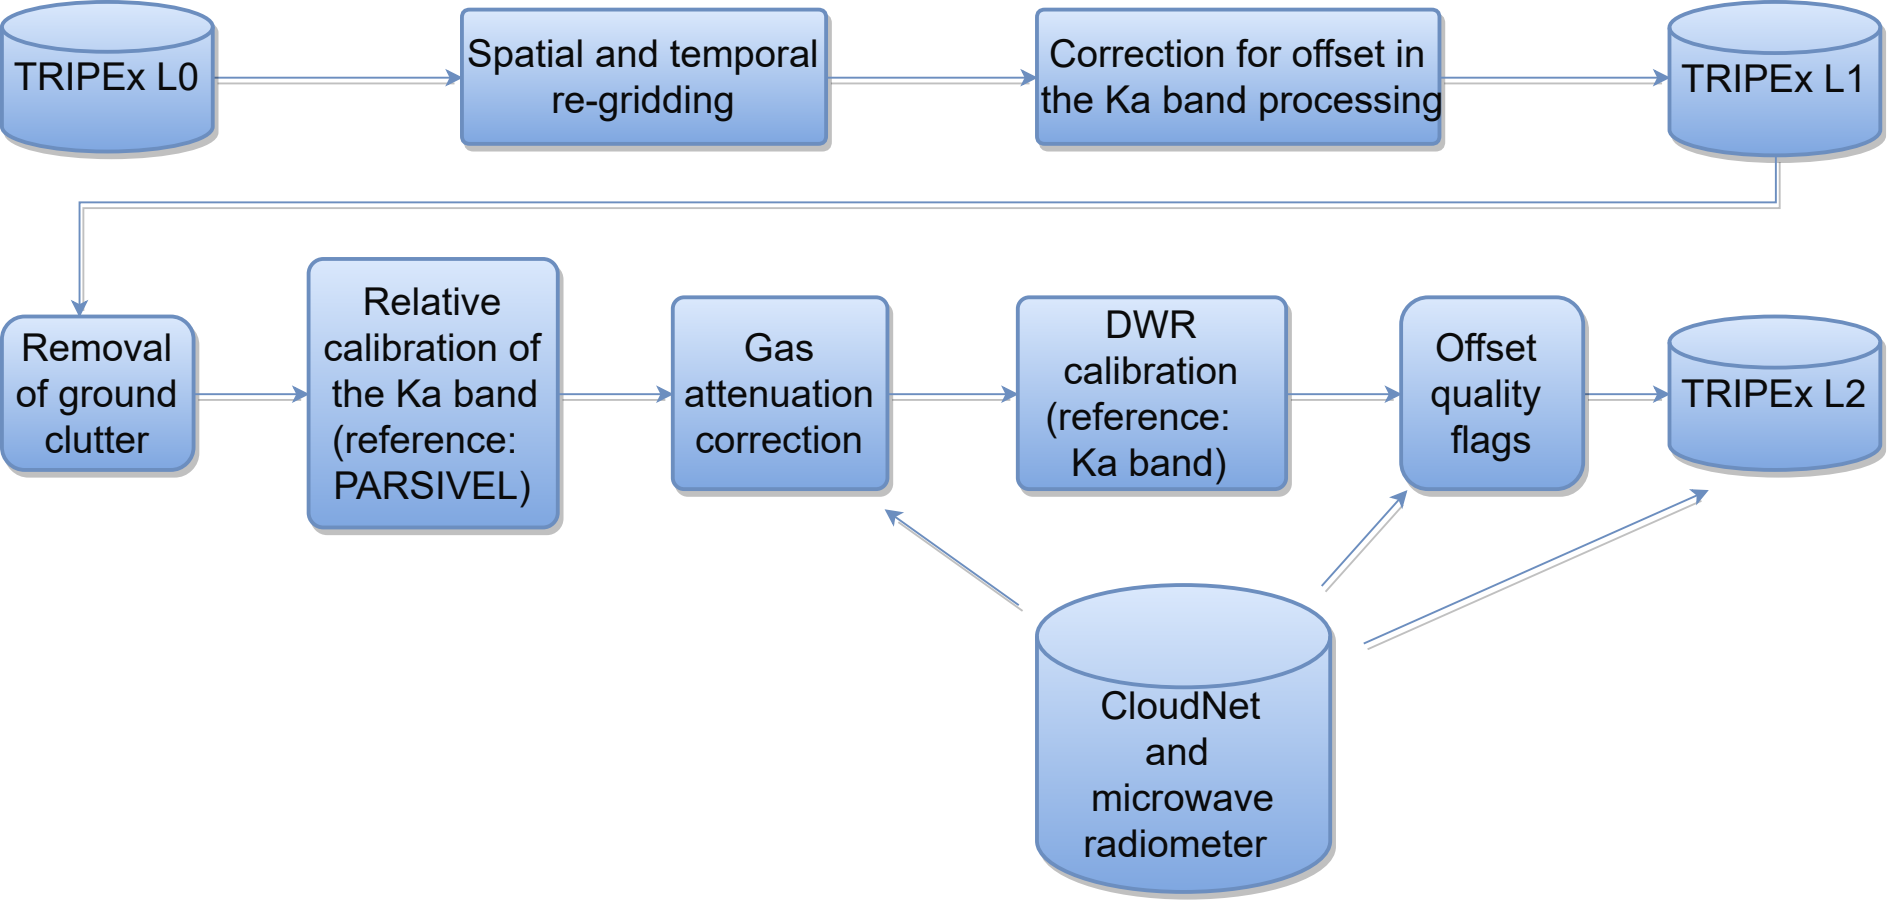 TRIPEx L0
Spatial and temporal
re-gridding
Correction for offset in
the Ka band processing
TRIPEx L1
Removal
of ground
clutter
Relative
calibration of
the Ka band
(reference:
PARSIVEL)
Gas
attenuation
correction
DWR
calibration
(reference:
Ka band)
Offset
quality
flags
TRIPEx L2
CloudNet
and
microwave
radiometer